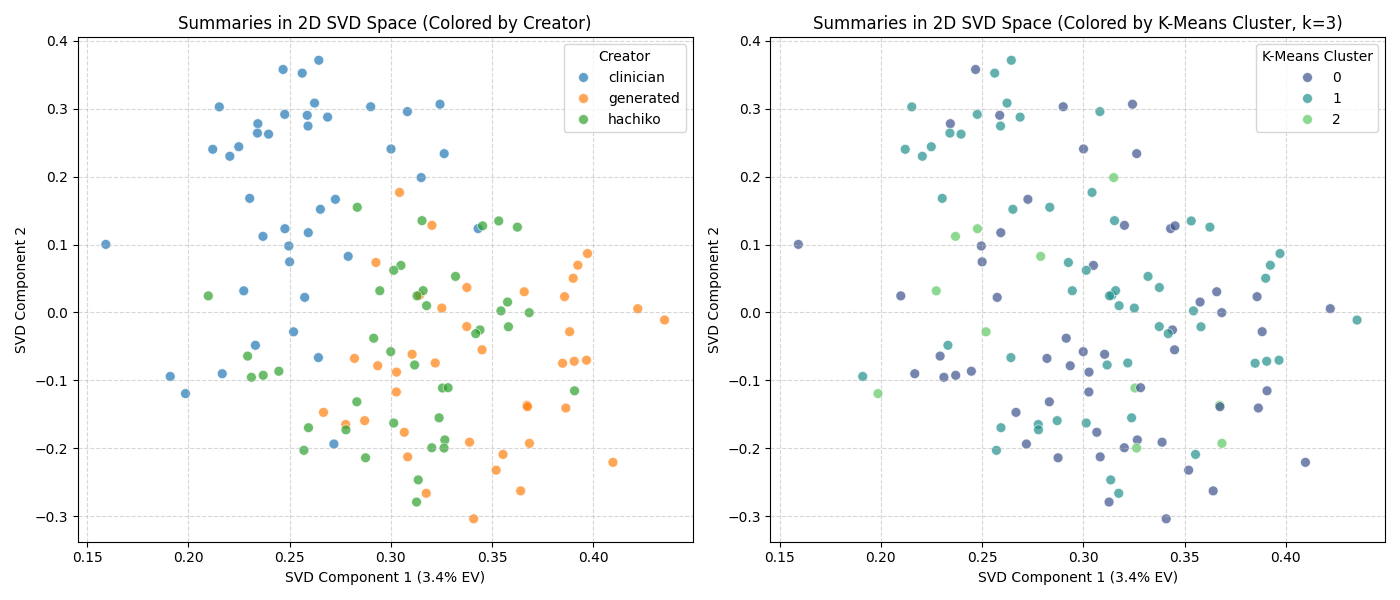 Summaries in 2D SVD Space (Colored by Creator)
SVD Component 2
0.4
0.3
0.2
0.1
0.0
−0.1
−0.2
−0.3
Creator
clinician
generated
hachiko
0.15
0.20
0.25
0.30
0.35
0.40
SVD Component 1 (3.4% EV)
Summaries in 2D SVD Space (Colored by K-Means Cluster, k=3)
SVD Component 2
0.4
0.3
0.2
0.1
0.0
−0.1
−0.2
−0.3
K-Means Cluster
0
1
2
0.15
0.20
0.25
0.30
0.35
0.40
SVD Component 1 (3.4% EV)